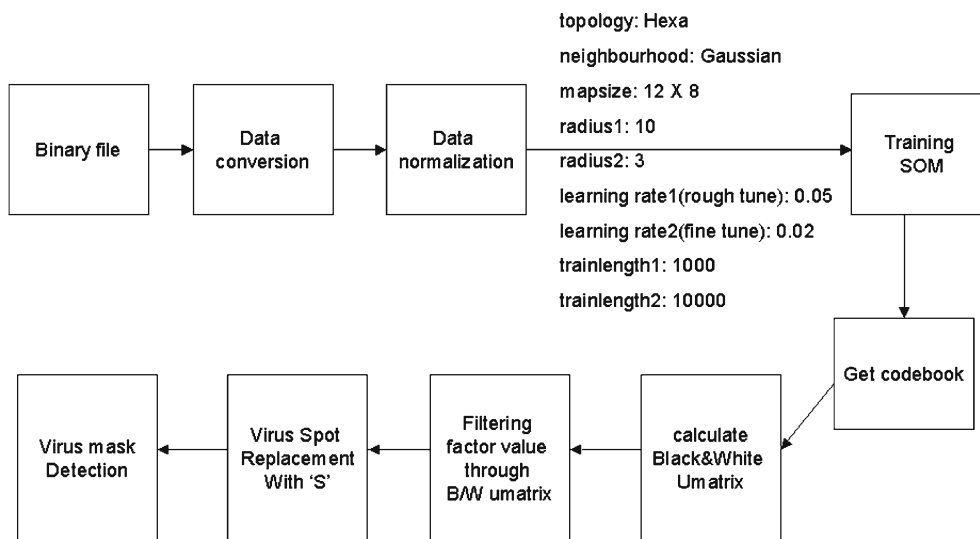 topology: Hexa
neighbourhood: Gaussian
mapsize: 12 X 8
radius1: 10
radius2: 3
learning rate1(rough tune): 0.05
learning rate2(fine tune): 0.02
trainlength1: 1000
trainlength2: 10000
Binary file
Data
conversion
Data
normalization
Training
SOM
Get codebook
calculate
Black&White
Umatrix
Filtering
factor value
through
B/W umatrix
Virus Spot
Replacement
With 'S'
Virus mask
Detection